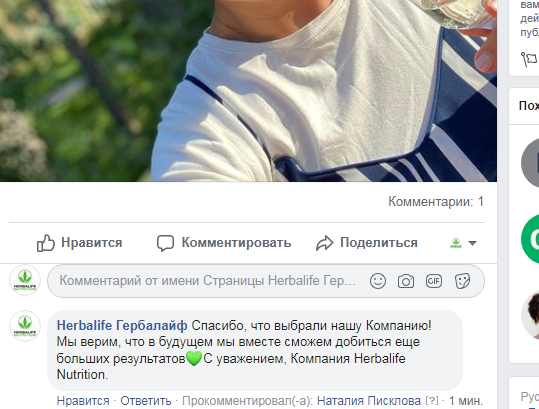 вам
дей
публ
Пох
Комментарии: 1
Нравится
Комментировать
Поделиться
HERBALIFE
Комментарий от имени Страницы Herbalife Гер...
GIF
HERBALIFE
Herbalife Гербалайф Спасибо, что выбрали нашу Компанию!
Мы верим, что в будущем мы вместе сможем добиться еще
больших результатов💚С уважением, Компания Herbalife
Nutrition.
Нравится · Ответить · Прокомментировал(-а): Наталия Писклова [?] · 1 мин.
Рус